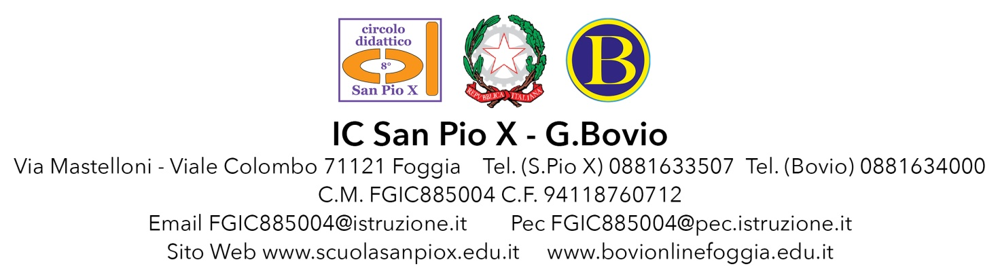 circolo
didattico
8°
San Pio X
REPVBBLICA ITALIANA
B
IC San Pio X - G.Bovio
Via Mastelloni - Viale Colombo 71121 Foggia Tel. (S.Pio X) 0881633507 Tel. (Bovio) 0881634000
C.M. FGIC885004 C.F. 94118760712
Email FGIC885004@istruzione.it Pec FGIC885004@pec.istruzione.it
Sito Web www.scuolasanpiox.edu.it www.bovionlinefoggia.edu.it